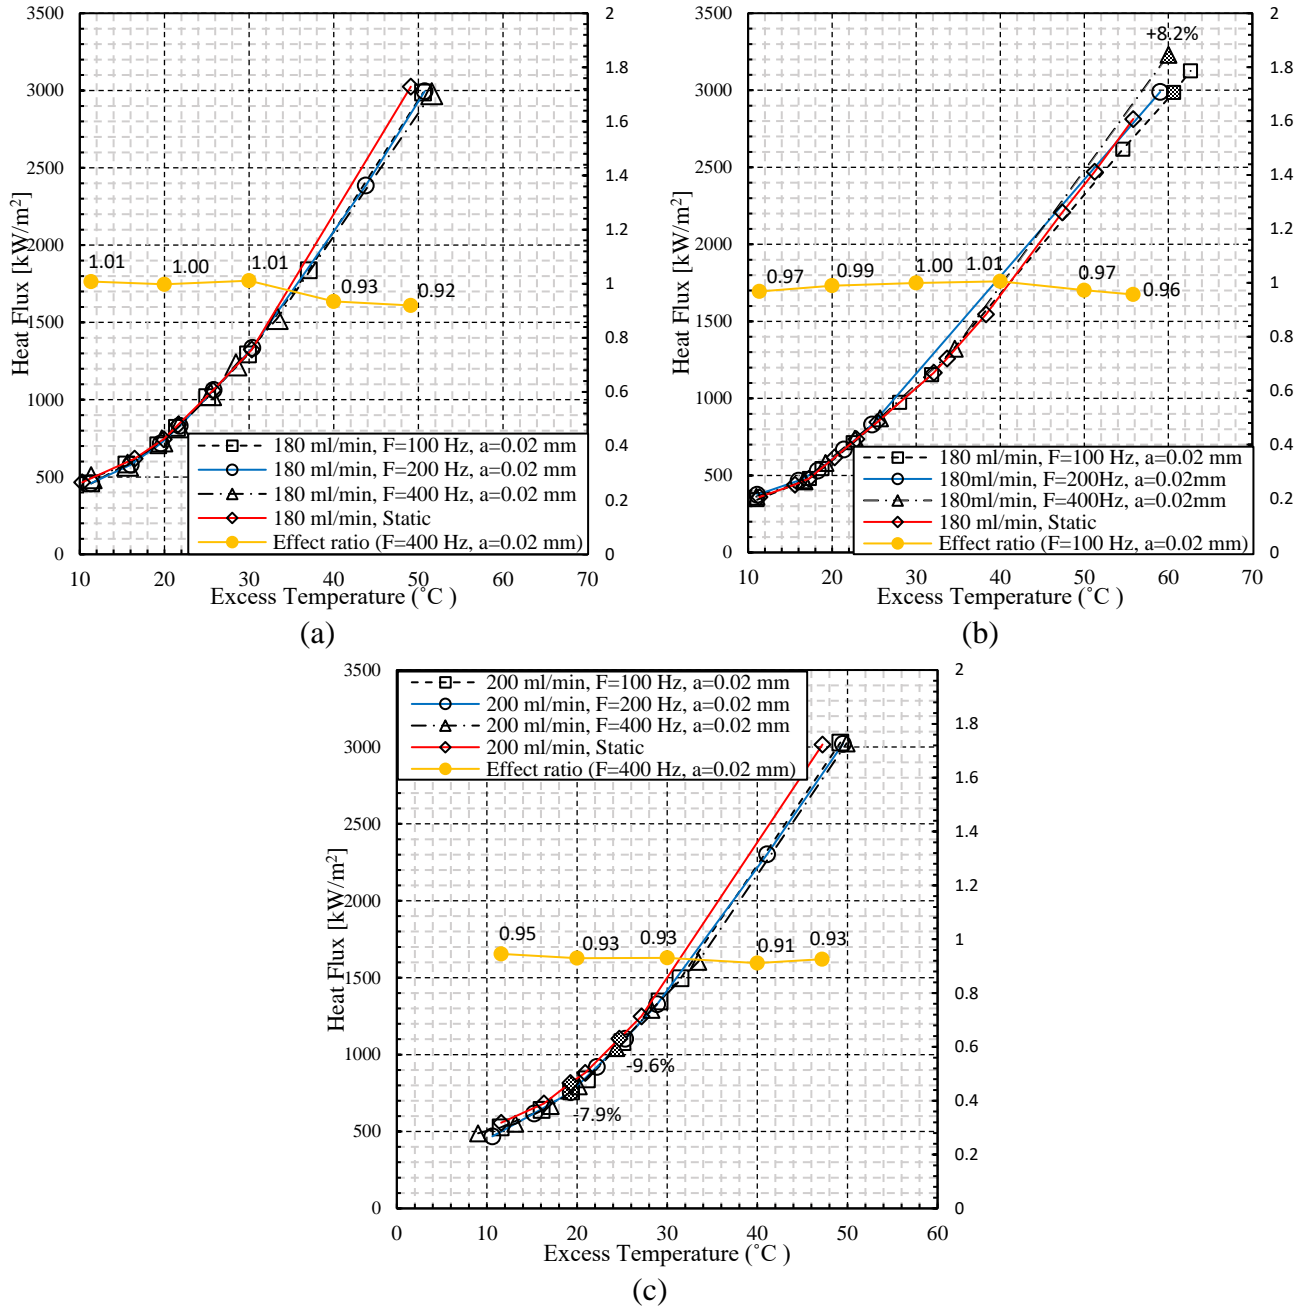 3500
3000
2500
2000
1500
1000
500
0
Heat Flux [kW/m²]
2
1.8
1.6
1.4
1.2
1
0.8
0.6
0.4
0.2
0
1.01
1.00
1.01
0.93
0.92
180 ml/min, F=100 Hz, a=0.02 mm
180 ml/min, F=200 Hz, a=0.02 mm
180 ml/min, F=400 Hz, a=0.02 mm
180 ml/min, Static
Effect ratio (F=400 Hz, a=0.02 mm)
10 20 30 40 50 60 70
Excess Temperature (˚C )
(a)
3500
3000
2500
2000
1500
1000
500
0
Heat Flux [kW/m²]
2
1.8
1.6
1.4
1.2
1
0.8
0.6
0.4
0.2
0
+8.2%
0.97
0.99
1.00
1.01
0.97
0.96
180 ml/min, F=100 Hz, a=0.02 mm
180ml/min, F=200Hz, a=0.02mm
180ml/min, F=400Hz, a=0.02mm
180 ml/min, Static
Effect ratio (F=100 Hz, a=0.02 mm)
10 20 30 40 50 60 70
Excess Temperature (˚C )
(b)
3500
3000
2500
2000
1500
1000
500
0
Heat Flux [kW/m²]
2
1.8
1.6
1.4
1.2
1
0.8
0.6
0.4
0.2
0
200 ml/min, F=100 Hz, a=0.02 mm
200 ml/min, F=200 Hz, a=0.02 mm
200 ml/min, F=400 Hz, a=0.02 mm
200 ml/min, Static
Effect ratio (F=400 Hz, a=0.02 mm)
0.95
0.93
0.93
0.91
0.93
-9.6%
-7.9%
0 10 20 30 40 50 60
Excess Temperature (˚C )
(c)